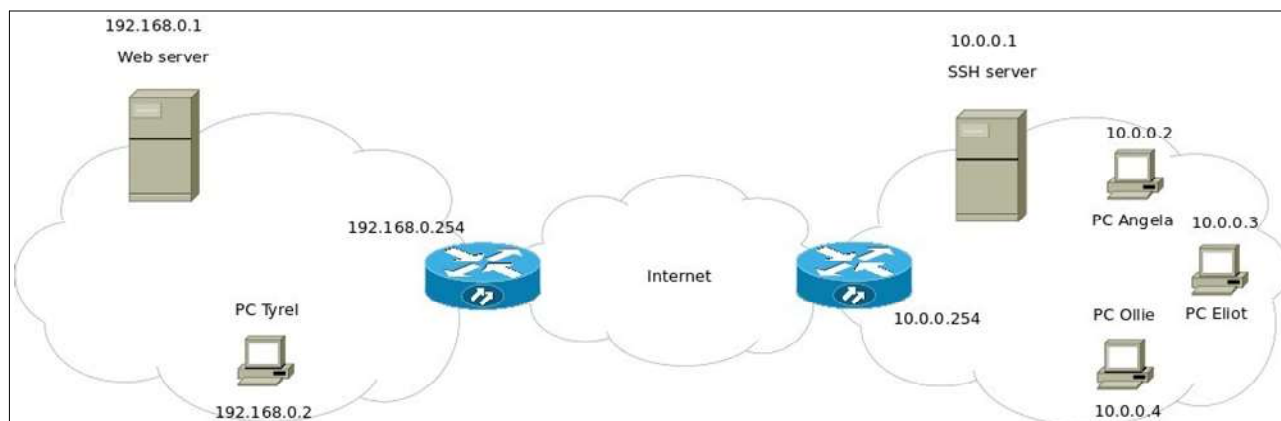 192.168.0.1
Web server
10.0.0.1
SSH server
10.0.0.2
PC Angela
10.0.0.3
PC Eliot
192.168.0.254
Internet
10.0.0.254
PC Tyrel
192.168.0.2
PC Ollie
10.0.0.4